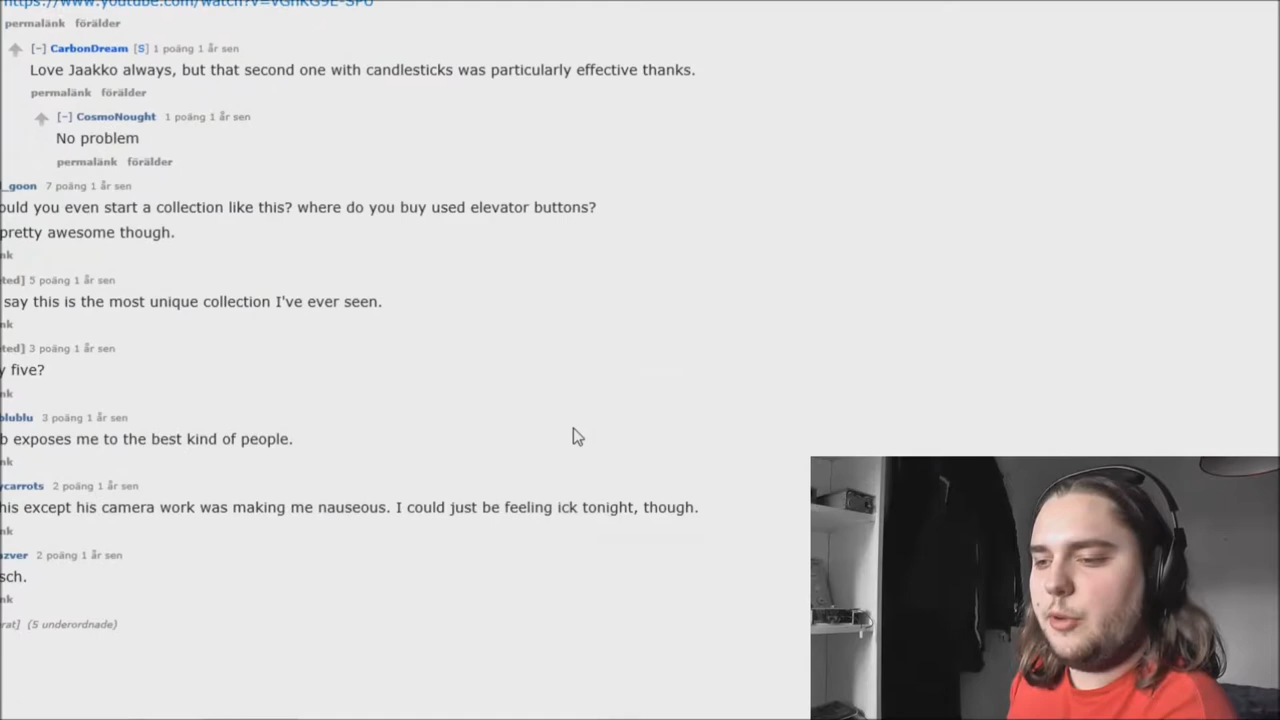 https://www.youtube.com/watch?v=
permalänk förälder
[–] CarbonDream [S] 1 poäng 1 år sen
Love Jaakko always, but that second one with candlesticks was particularly effective thanks.
permalänk förälder
[–] CosmoNought 1 poäng 1 år sen
No problem
permalänk förälder
_goon 7 poäng 1 år sen
ould you even start a collection like this? where do you buy used elevator buttons?
pretty awesome though.
nk
ted] 5 poäng 1 år sen
say this is the most unique collection I've ever seen.
nk
ted] 3 poäng 1 år sen
y five?
nk
blublu 3 poäng 1 år sen
b exposes me to the best kind of people.
nk
ycarrots 2 poäng 1 år sen
his except his camera work was making me nauseous. I could just be feeling ick tonight, though.
nk
azver 2 poäng 1 år sen
sch.
nk
rat] (5 underordnade)